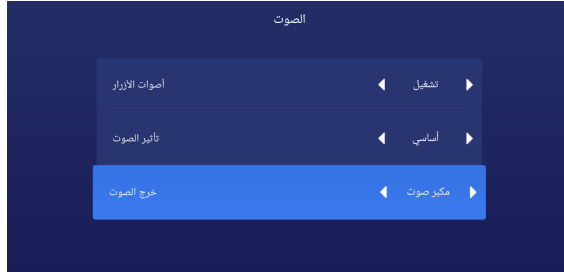 الصوت
أصوات الأزرار تشغيل
تأثير الصوت أساسي
خرج الصوت مكبر صوت